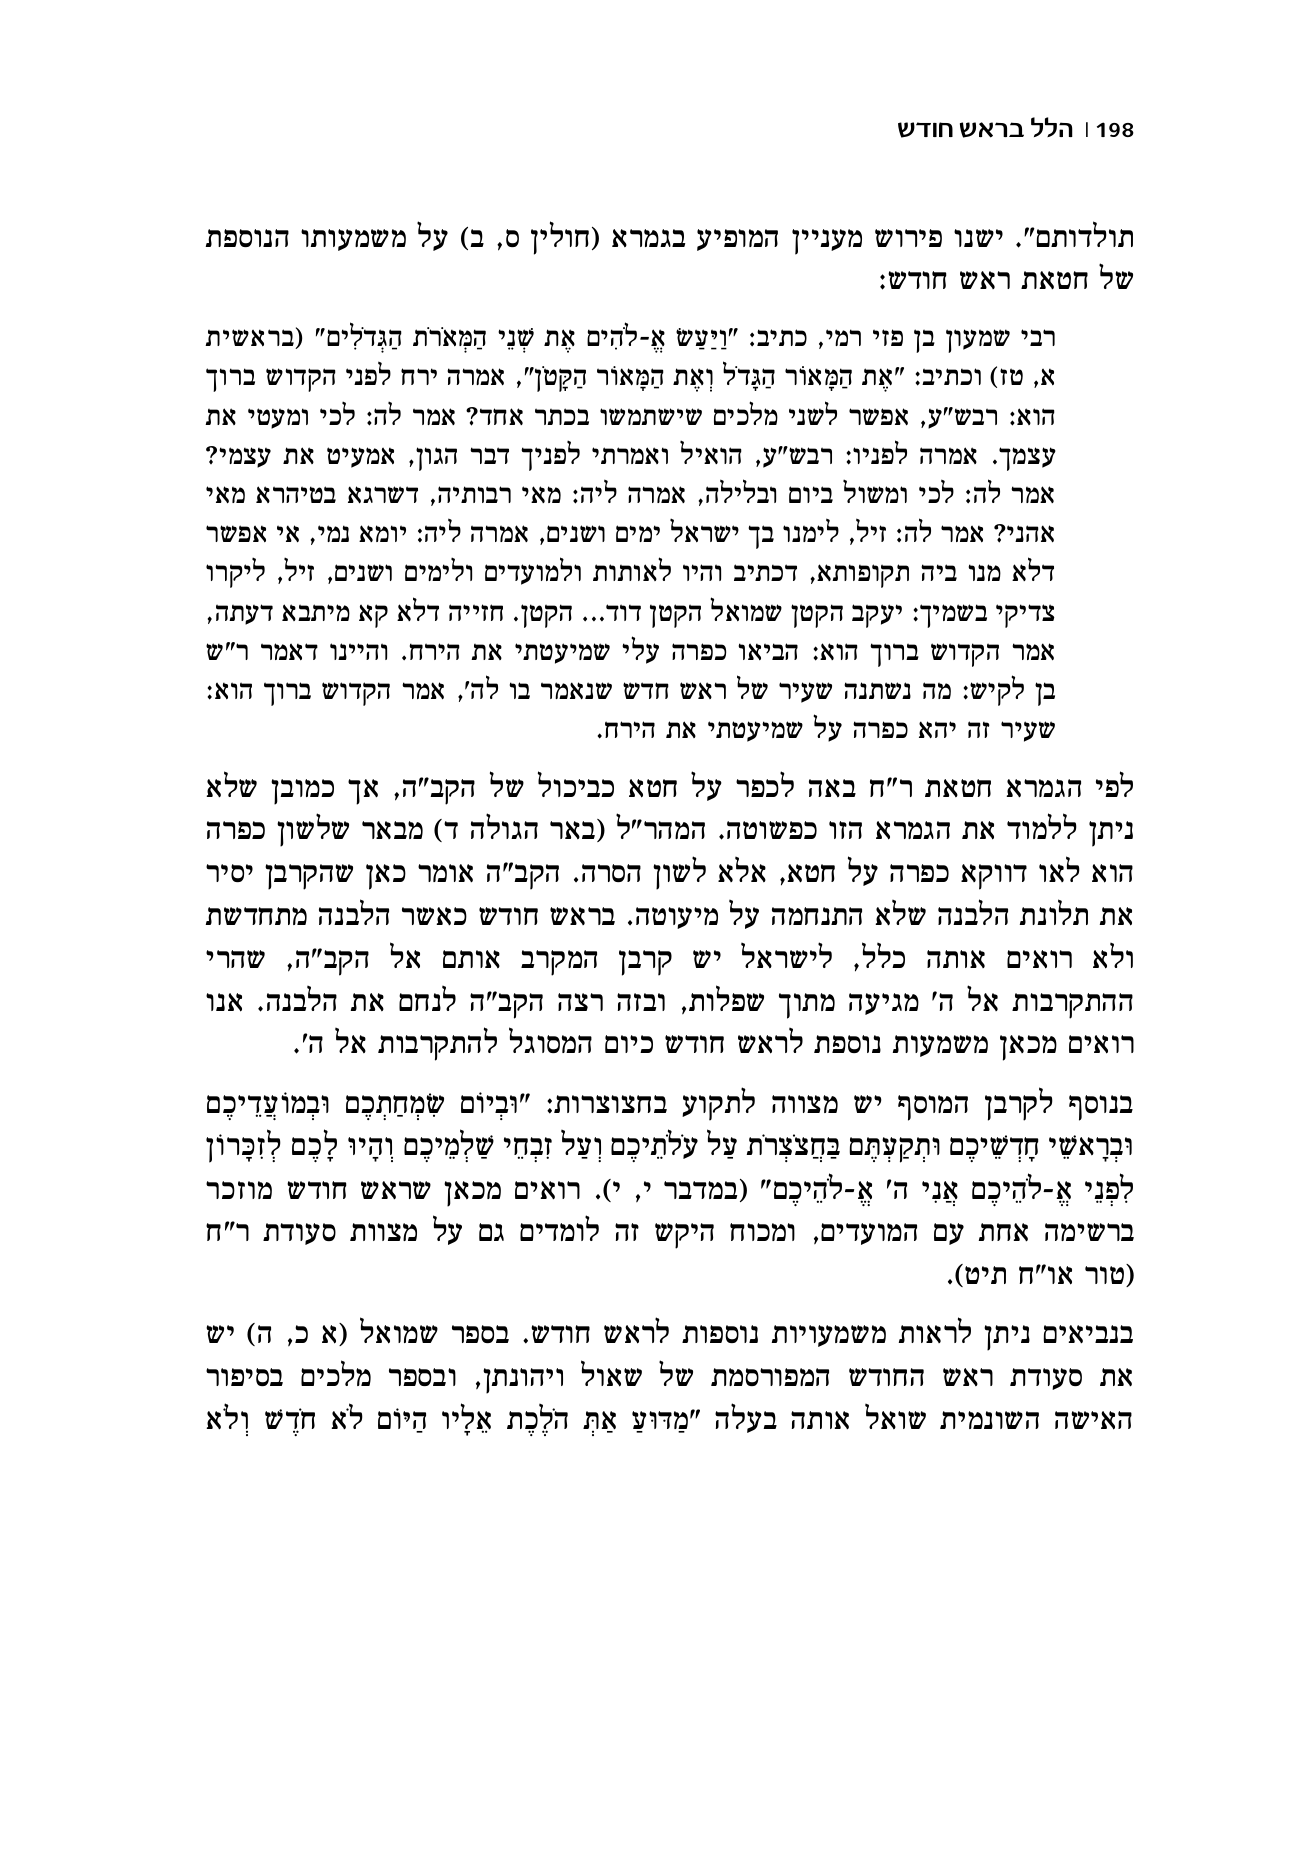 198 | הלל בראש חודש
תולדותם". ישנו פירוש מעניין המופיע בגמרא (חולין ס, ב) על משמעותו הנוספת
של חטאת ראש חודש:
רבי שמעון בן פזי רמי, כתיב: "וַיַּעַשׂ אֱ-לֹהִים אֶת שְׁנֵי הַמְּאֹרֹת הַגְּדֹלִים" (בראשית
א, טז) וכתיב: "אֶת הַמָּאוֹר הַגָּדֹל וְאֶת הַמָּאוֹר הַקָּטֹן", אמרה ירח לפני הקדוש ברוך
הוא: רבש"ע, אפשר לשני מלכים שישתמשו בכתר אחד? אמר לה: לכי ומעטי את
עצמך. אמרה לפניו: רבש"ע, הואיל ואמרתי לפניך דבר הגון, אמעיט את עצמי?
אמר לה: לכי ומשול ביום ובלילה, אמרה ליה: מאי רבותיה, דשרגא בטיהרא מאי
אהני? אמר לה: זיל, לימנו בך ישראל ימים ושנים, אמרה ליה: יומא נמי, אי אפשר
דלא מנו ביה תקופותא, דכתיב והיו לאותות ולמועדים ולימים ושנים, זיל, ליקרו
צדיקי בשמיך: יעקב הקטן שמואל הקטן דוד... הקטן. חזייה דלא קא מיתבא דעתה,
אמר הקדוש ברוך הוא: הביאו כפרה עלי שמיעטתי את הירח. והיינו דאמר ר"ש
בן לקיש: מה נשתנה שעיר של ראש חדש שנאמר בו לה', אמר הקדוש ברוך הוא:
שעיר זה יהא כפרה על שמיעטתי את הירח.
לפי הגמרא חטאת ר"ח באה לכפר על חטא כביכול של הקב"ה, אך כמובן שלא
ניתן ללמוד את הגמרא הזו כפשוטה. המהר"ל (באר הגולה ד) מבאר שלשון כפרה
הוא לאו דווקא כפרה על חטא, אלא לשון הסרה. הקב"ה אומר כאן שהקרבן יסיר
את תלונת הלבנה שלא התנחמה על מיעוטה. בראש חודש כאשר הלבנה מתחדשת
ולא רואים אותה כלל, לישראל יש קרבן המקרב אותם אל הקב"ה, שהרי
ההתקרבות אל ה' מגיעה מתוך שפלות, ובזה רצה הקב"ה לנחם את הלבנה. אנו
רואים מכאן משמעות נוספת לראש חודש כיום המסוגל להתקרבות אל ה'.
בנוסף לקרבן המוסף יש מצווה לתקוע בחצוצרות: "וּבְיוֹם שִׂמְחַתְכֶם וּבְמוֹעֲדֵיכֶם
וּבְרָאשֵׁי חָדְשֵׁיכֶם וּתְקַעְתֶּם בַּחֲצֹצְרֹת עַל עֹלֹתֵיכֶם וְעַל זִבְחֵי שַׁלְמֵיכֶם וְהָיוּ לָכֶם לְזִכָּרוֹן
לִפְנֵי אֱ-לֹהֵיכֶם אֲנִי ה' אֱ-לֹהֵיכֶם" (במדבר י, י). רואים מכאן שראש חודש מוזכר
ברשימה אחת עם המועדים, ומכוח היקש זה לומדים גם על מצוות סעודת ר"ח
(טור או"ח תיט).
בנביאים ניתן לראות משמעויות נוספות לראש חודש. בספר שמואל (א כ, ה) יש
את סעודת ראש החודש המפורסמת של שאול ויהונתן, ובספר מלכים בסיפור
האישה השונמית שואל אותה בעלה "מַדּוּעַ אַתְּ הֹלֶכֶת אֵלָיו הַיּוֹם לֹא חֹדֶשׁ וְלֹא